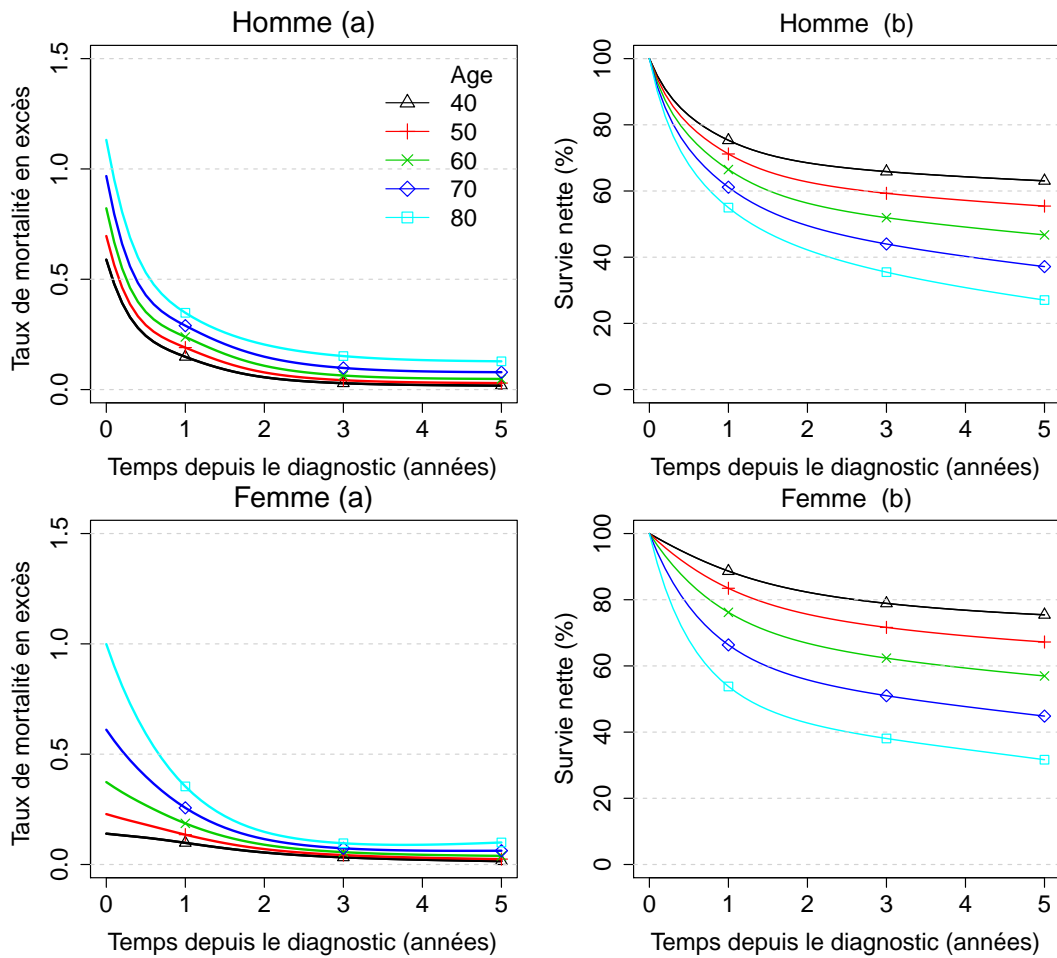 Homme (a)
Taux de mortalité en excès
0.0 0.5 1.0 1.5
Age
40
50
60
70
80
0 1 2 3 4 5
Temps depuis le diagnostic (années)
Homme (b)
Survie nette (%)
0 20 40 60 80 100
0 1 2 3 4 5
Temps depuis le diagnostic (années)
Femme (a)
Taux de mortalité en excès
0.0 0.5 1.0 1.5
0 1 2 3 4 5
Temps depuis le diagnostic (années)
Femme (b)
Survie nette (%)
0 20 40 60 80 100
0 1 2 3 4 5
Temps depuis le diagnostic (années)